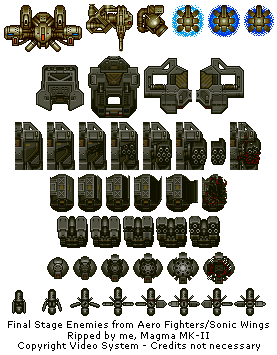 Final Stage Enemies from Aero Fighters/Sonic Wings
Ripped by me, Magma MK-II
Copyright Video System - Credits not necessary